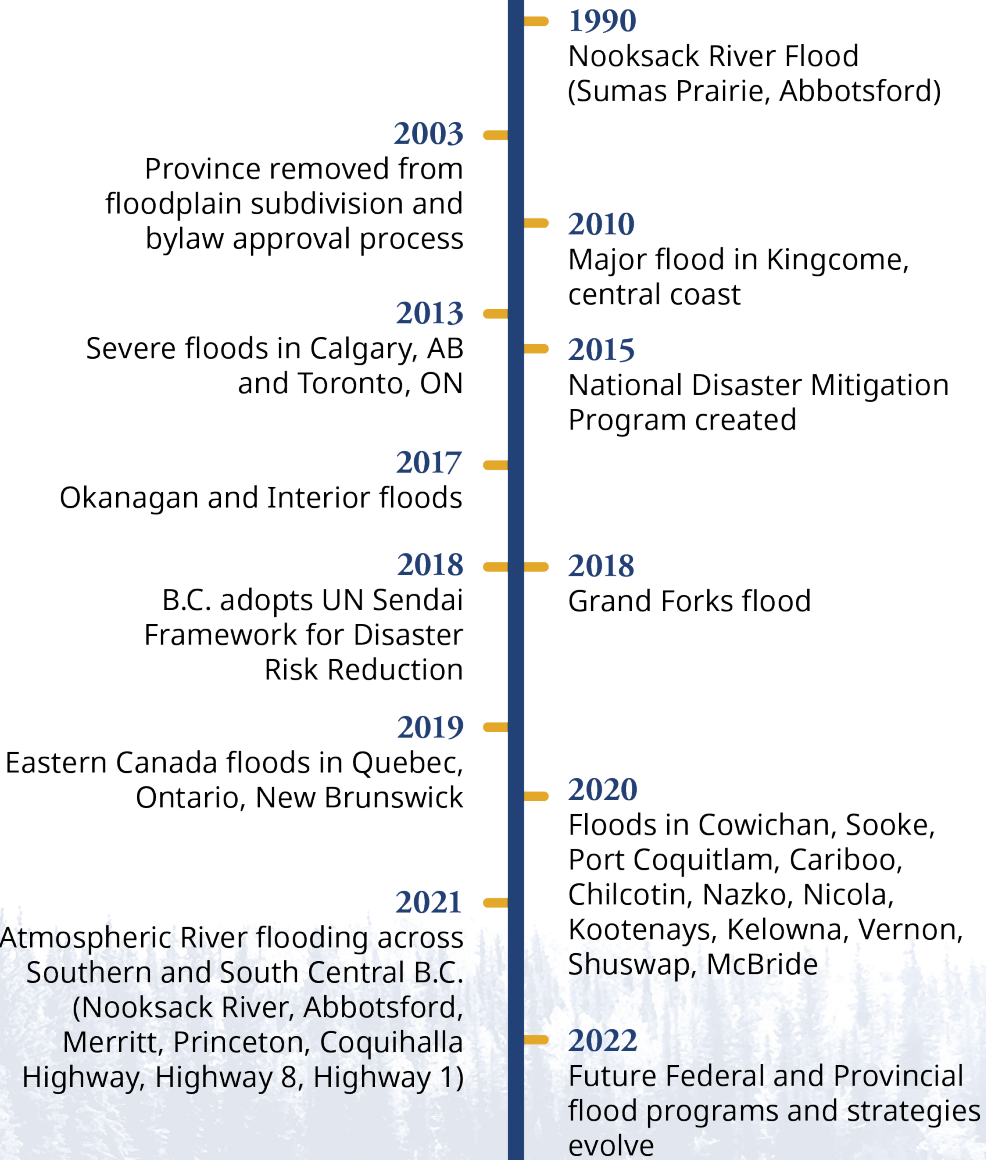 1990
Nooksack River Flood
(Sumas Prairie, Abbotsford)
2003
Province removed from
floodplain subdivision and
bylaw approval process
2010
Major flood in Kingcome,
central coast
2013
Severe floods in Calgary, AB
and Toronto, ON
2015
National Disaster Mitigation
Program created
2017
Okanagan and Interior floods
2018
B.C. adopts UN Sendai
Framework for Disaster
Risk Reduction
2018
Grand Forks flood
2019
Eastern Canada floods in Quebec,
Ontario, New Brunswick
2020
Floods in Cowichan, Sooke,
Port Coquitlam, Cariboo,
Chilcotin, Nazko, Nicola,
Kootenays, Kelowna, Vernon,
Shuswap, McBride
2021
Atmospheric River flooding across
Southern and South Central B.C.
(Nooksack River, Abbotsford,
Merritt, Princeton, Coquihalla
Highway, Highway 8, Highway 1)
2022
Future Federal and Provincial
flood programs and strategies
evolve